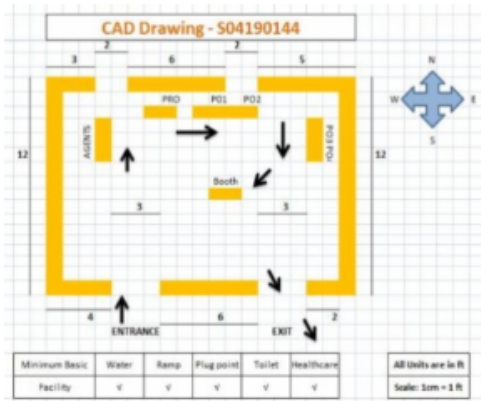 CAD Drawing - S04190144
2
2
3
6
5
N
PRO
PO1
PO2
W
E
AGENTS
S
12
PO3
12
Booth
3
3
4
6
2
ENTRANCE
EXIT
Minimum Basic
Water
Ramp
Plug point
Toilet
Healthcare
All Units are in ft
Facility
√
√
√
√
√
Scale: 1cm = 1 ft